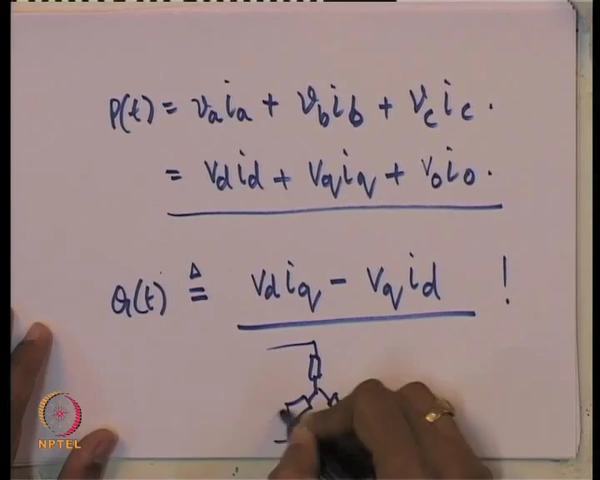 P(t) = vaia + vbib + vcic.
= vdid + vqiq + v0i0.
Q(t) ≜ vdiq - vqid !
NPTEL